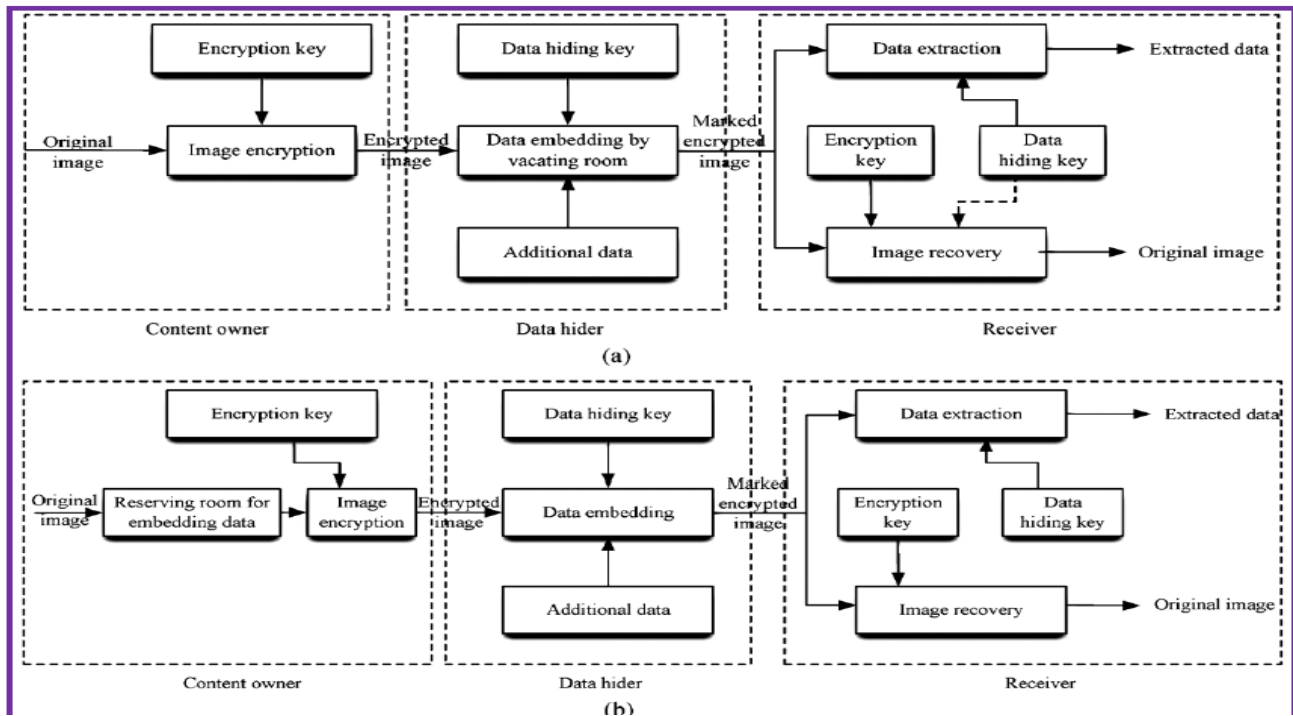 Encryption key
Data hiding key
Data extraction
Extracted data
Original
image
Image encryption
Encrypted
image
Data embedding by
vacating room
Marked
encrypted
image
Encryption
key
Data
hiding key
Additional data
Image recovery
Original image
Content owner
Data hider
Receiver
(a)
Encryption key
Data hiding key
Data extraction
Extracted data
Original
image
Reserving room for
embedding data
Image
encryption
Encrypted
image
Data embedding
Marked
encrypted
image
Encryption
key
Data
hiding key
Additional data
Image recovery
Original image
Content owner
Data hider
Receiver
(b)